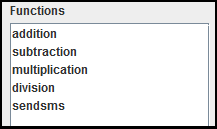 Functions
addition
subtraction
multiplication
division
sendsms